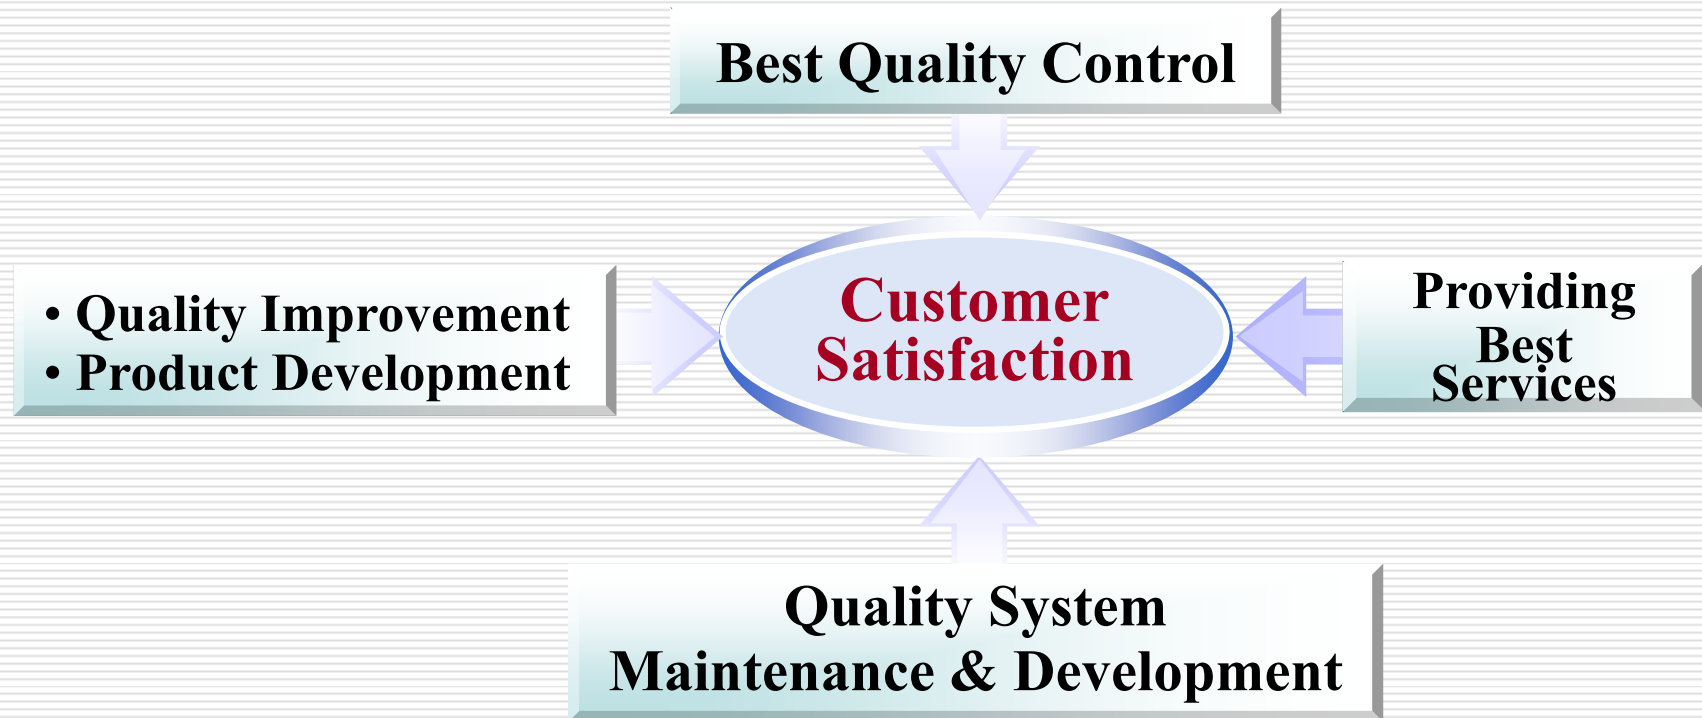 Best Quality Control
• Quality Improvement
• Product Development
Customer
Satisfaction
Providing
Best
Services
Quality System
Maintenance & Development